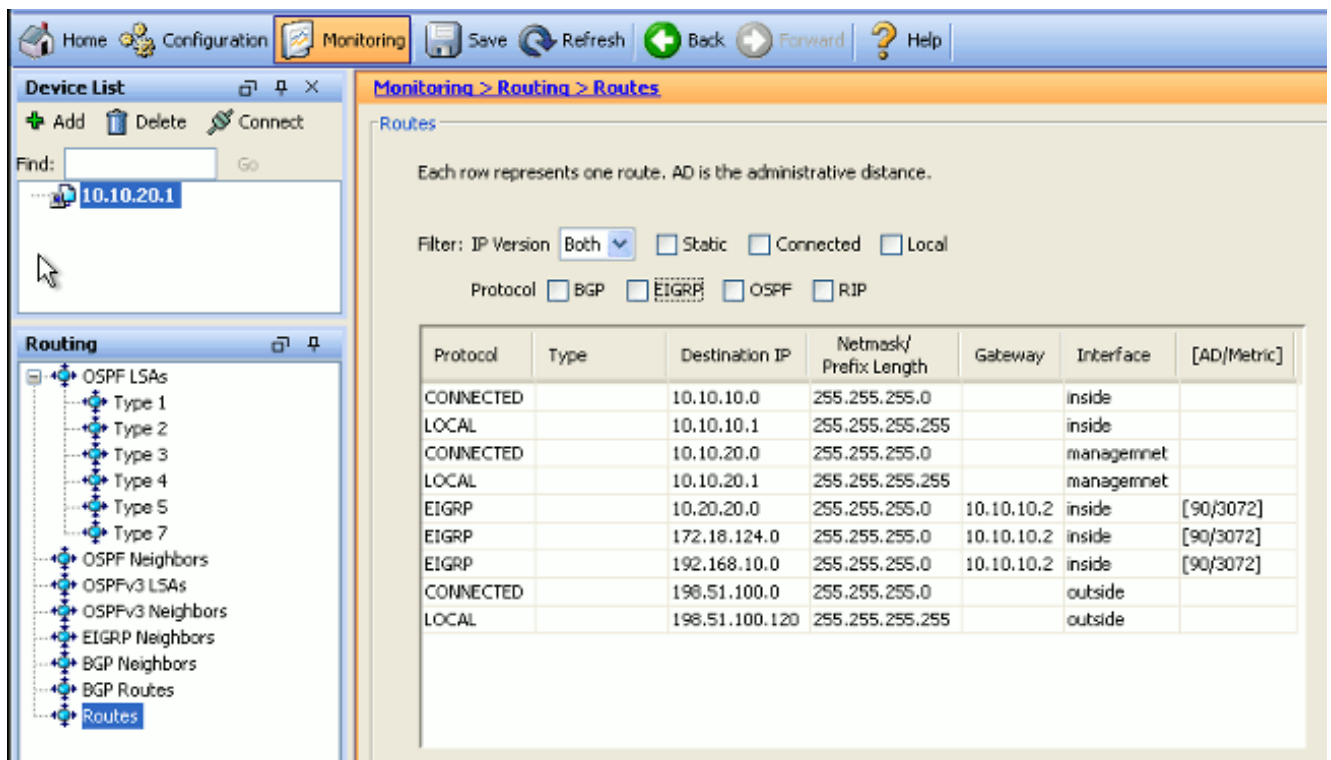 Home Configuration Monitoring Save Refresh Back Forward Help
Device List
Add Delete Connect
Find: Go
10.10.20.1
Routing
OSPF LSAs
Type 1
Type 2
Type 3
Type 4
Type 5
Type 7
OSPF Neighbors
OSPFv3 LSAs
OSPFv3 Neighbors
EIGRP Neighbors
BGP Neighbors
BGP Routes
Routes
Monitoring > Routing > Routes
Routes
Each row represents one route. AD is the administrative distance.
Filter: IP Version Both Static Connected Local
Protocol BGP EIGRP OSPF RIP
Protocol Type Destination IP Netmask/ Prefix Length Gateway Interface [AD/Metric]
CONNECTED 10.10.10.0 255.255.255.0 inside
LOCAL 10.10.10.1 255.255.255.255 inside
CONNECTED 10.10.20.0 255.255.255.0 managemnet
LOCAL 10.10.20.1 255.255.255.255 managemnet
EIGRP 10.20.20.0 255.255.255.0 10.10.10.2 inside [90/3072]
EIGRP 172.18.124.0 255.255.255.0 10.10.10.2 inside [90/3072]
EIGRP 192.168.10.0 255.255.255.0 10.10.10.2 inside [90/3072]
CONNECTED 198.51.100.0 255.255.255.0 outside
LOCAL 198.51.100.120 255.255.255.255 outside